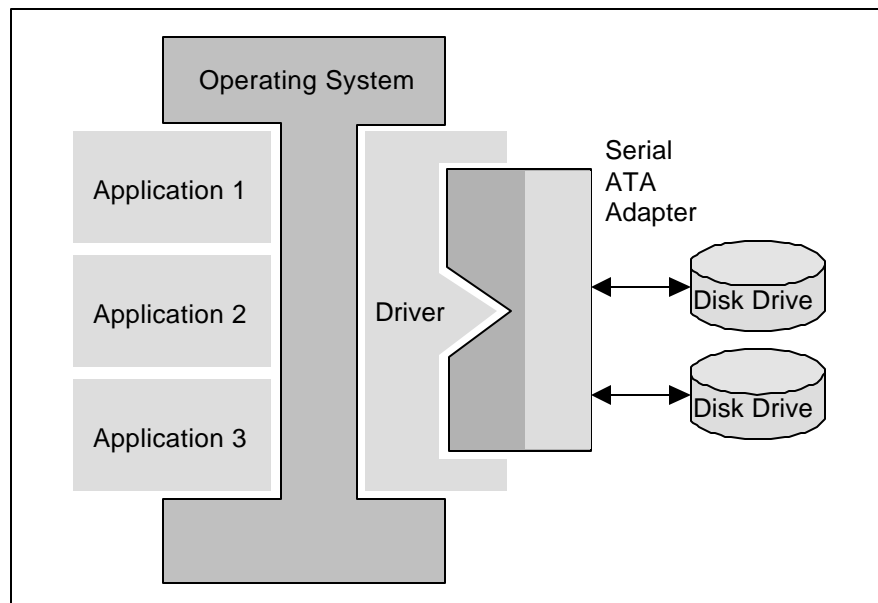 Operating System
Application 1
Application 2
Application 3
Driver
Serial
ATA
Adapter
Disk Drive
Disk Drive